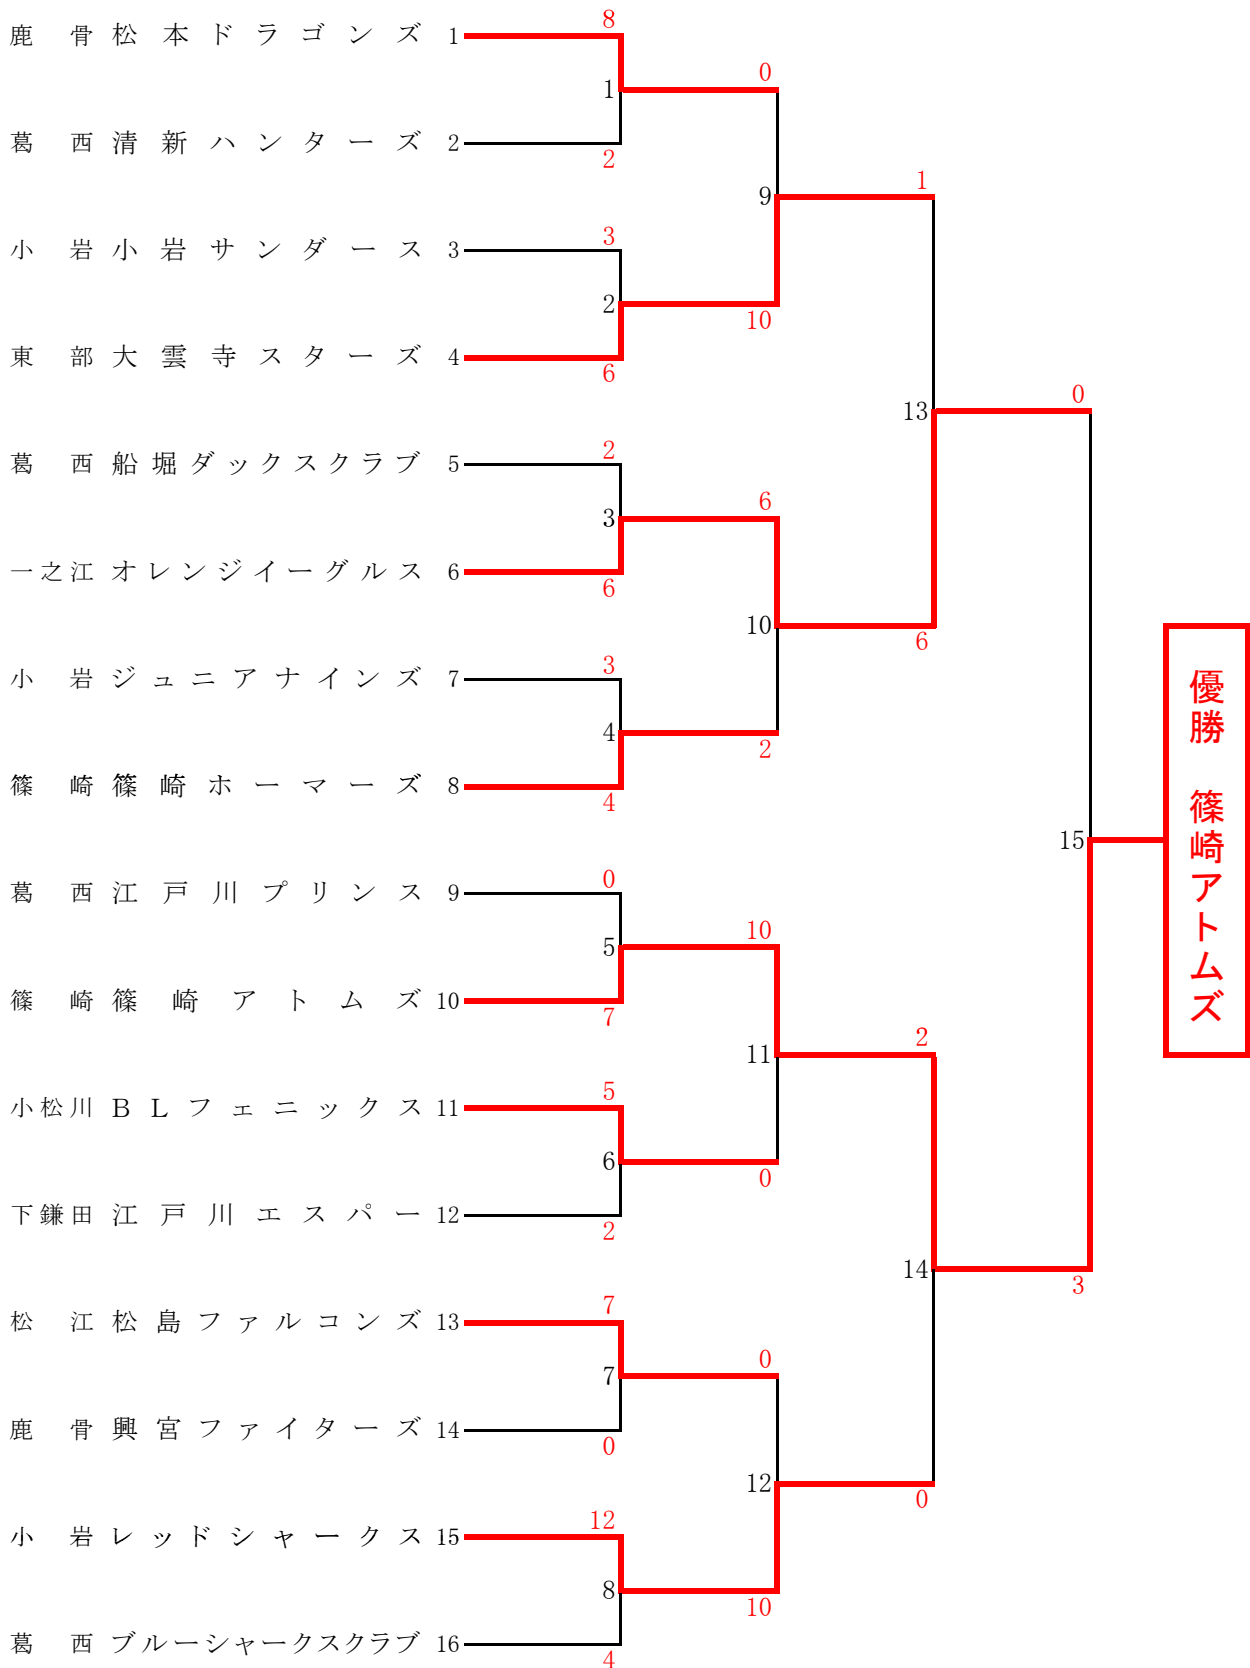 8
鹿 骨 松本ドラゴンズ 1
0
1
葛 西 清新ハンターズ 2
2
1
9
3
小 岩 小岩サンダース 3
2
10
東 部 大雲寺スターズ 4
6
0
13
2
葛 西 船堀ダックスクラブ 5
6
3
一之江 オレンジイーグルス 6
6
10
6
3
小 岩 ジュニアナインズ 7
4
2
篠 崎 篠崎ホーマーズ 8
4
優勝 篠崎アトムズ
15
0
葛 西 江戸川プリンス 9
10
5
篠 崎 篠崎アトムズ 10
7
2
11
5
小松川 BLフェニックス 11
6
0
下鎌田 江戸川エスパー 12
2
14
3
7
松 江 松島ファルコンズ 13
0
7
鹿 骨 興宮ファイターズ 14
0
12
0
12
小 岩 レッドシャークス 15
8
10
葛 西 ブルーシャークスクラブ 16
4